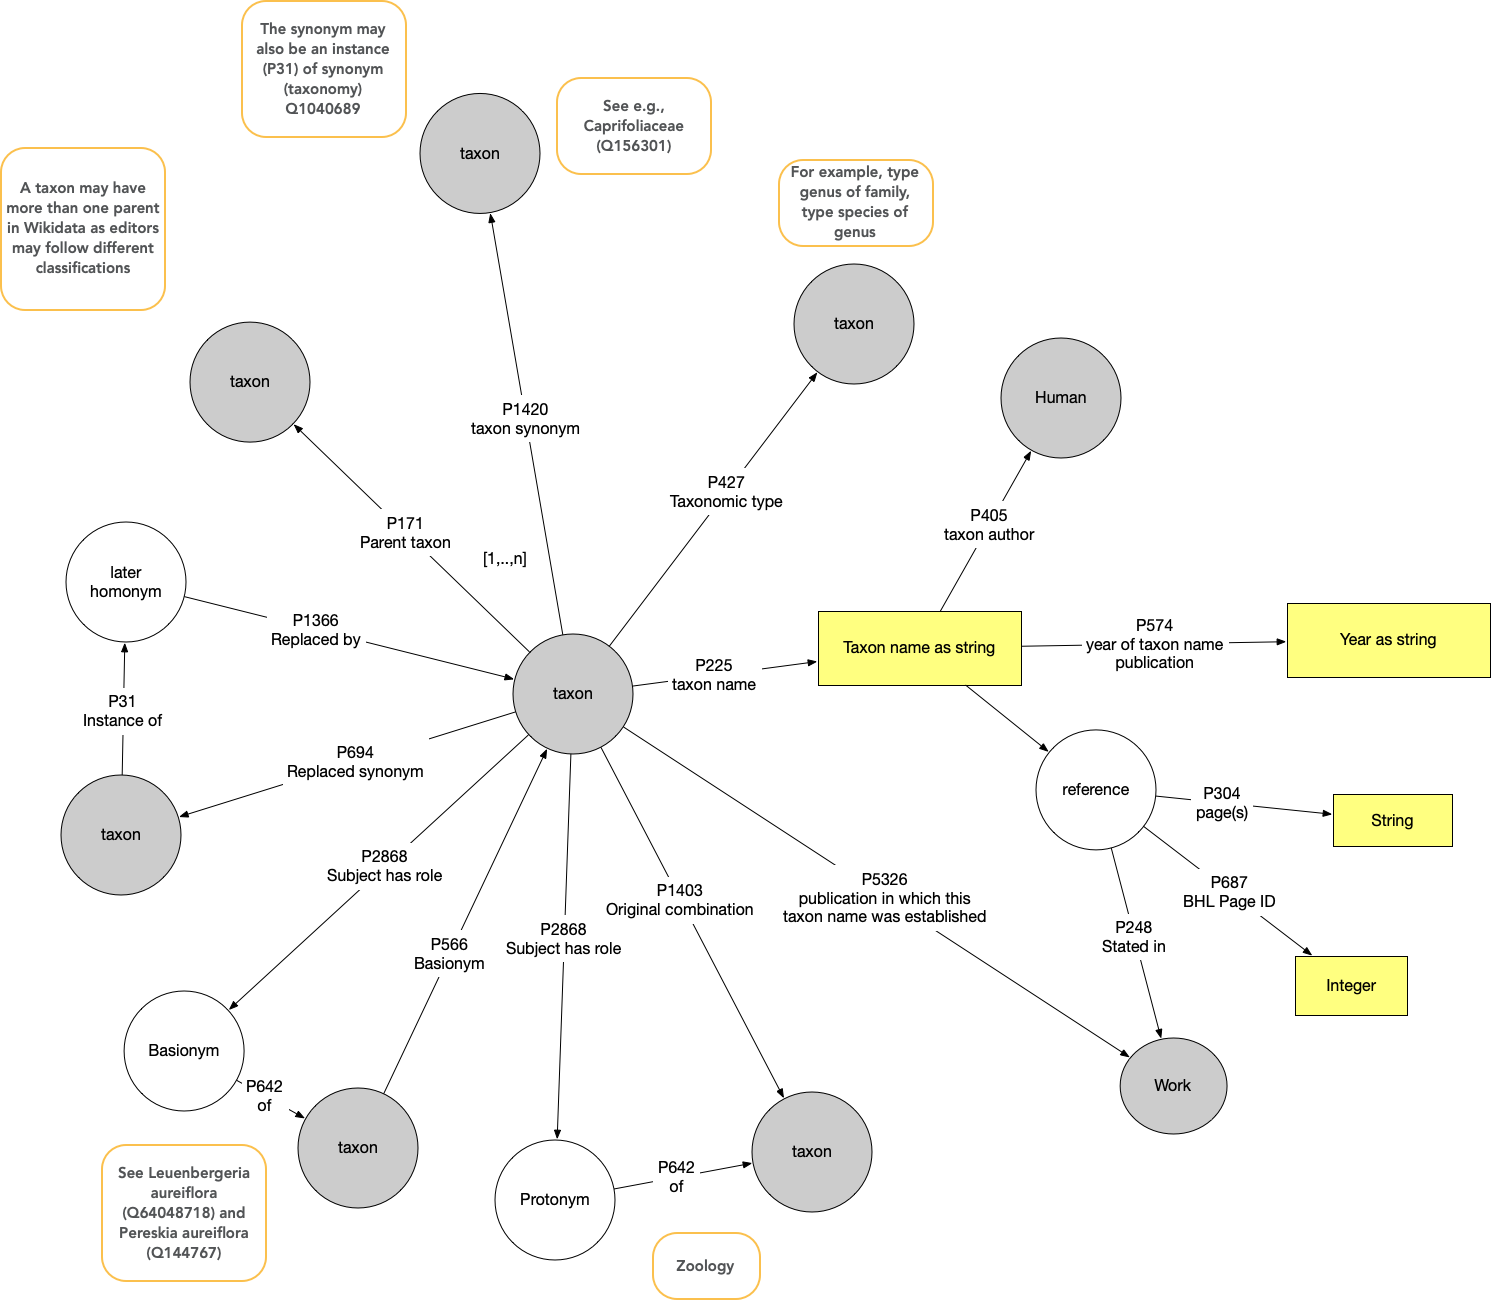 The synonym may
also be an instance
(P31) of synonym
(taxonomy)
Q1040689
See e.g.,
Caprifoliaceae
(Q156301)
taxon
A taxon may have
more than one parent
in Wikidata as editors
may follow different
classifications
For example, type
genus of family,
type species of
genus
taxon
taxon
Human
P1420
taxon synonym
P427
Taxonomic type
P171
Parent taxon
[1,..,n]
P405
taxon author
later
homonym
P1366
Replaced by
taxon
P225
taxon name
Taxon name as string
P574
year of taxon name
publication
Year as string
P31
Instance of
P694
Replaced synonym
taxon
reference
P304
page(s)
String
P2868
Subject has role
P1403
Original combination
P5326
publication in which this
taxon name was established
P687
BHL Page ID
P566
Basionym
P2868
Subject has role
P248
Stated in
Integer
Basionym
P642
of
taxon
Work
See Leuenbergeria
aureiflora
(Q64048718) and
Pereskia aureiflora
(Q144767)
Protonym
P642
of
taxon
Zoology